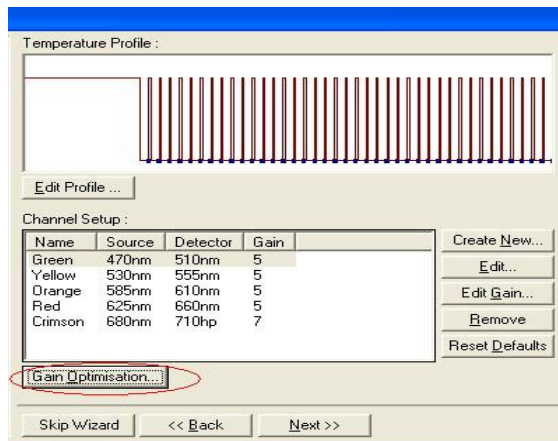 Temperature Profile :
Edit Profile ...
Channel Setup :
Name Source Detector Gain
Green 470nm 510nm 5
Yellow 530nm 555nm 5
Orange 585nm 610nm 5
Red 625nm 660nm 5
Crimson 680nm 710hp 7
Create New...
Edit...
Edit Gain...
Remove
Reset Defaults
Gain Optimisation...
Skip Wizard << Back Next >>